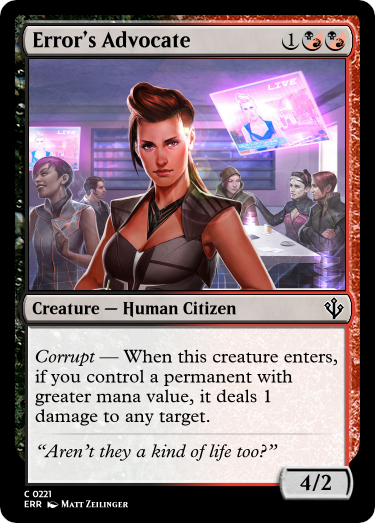 Error's Advocate
1
LIVE
LIVE
Creature — Human Citizen
Corrupt — When this creature enters,
if you control a permanent with
greater mana value, it deals 1
damage to any target.
“Aren't they a kind of life too?”
4/2
C 0221
ERR Matt Zeilinger